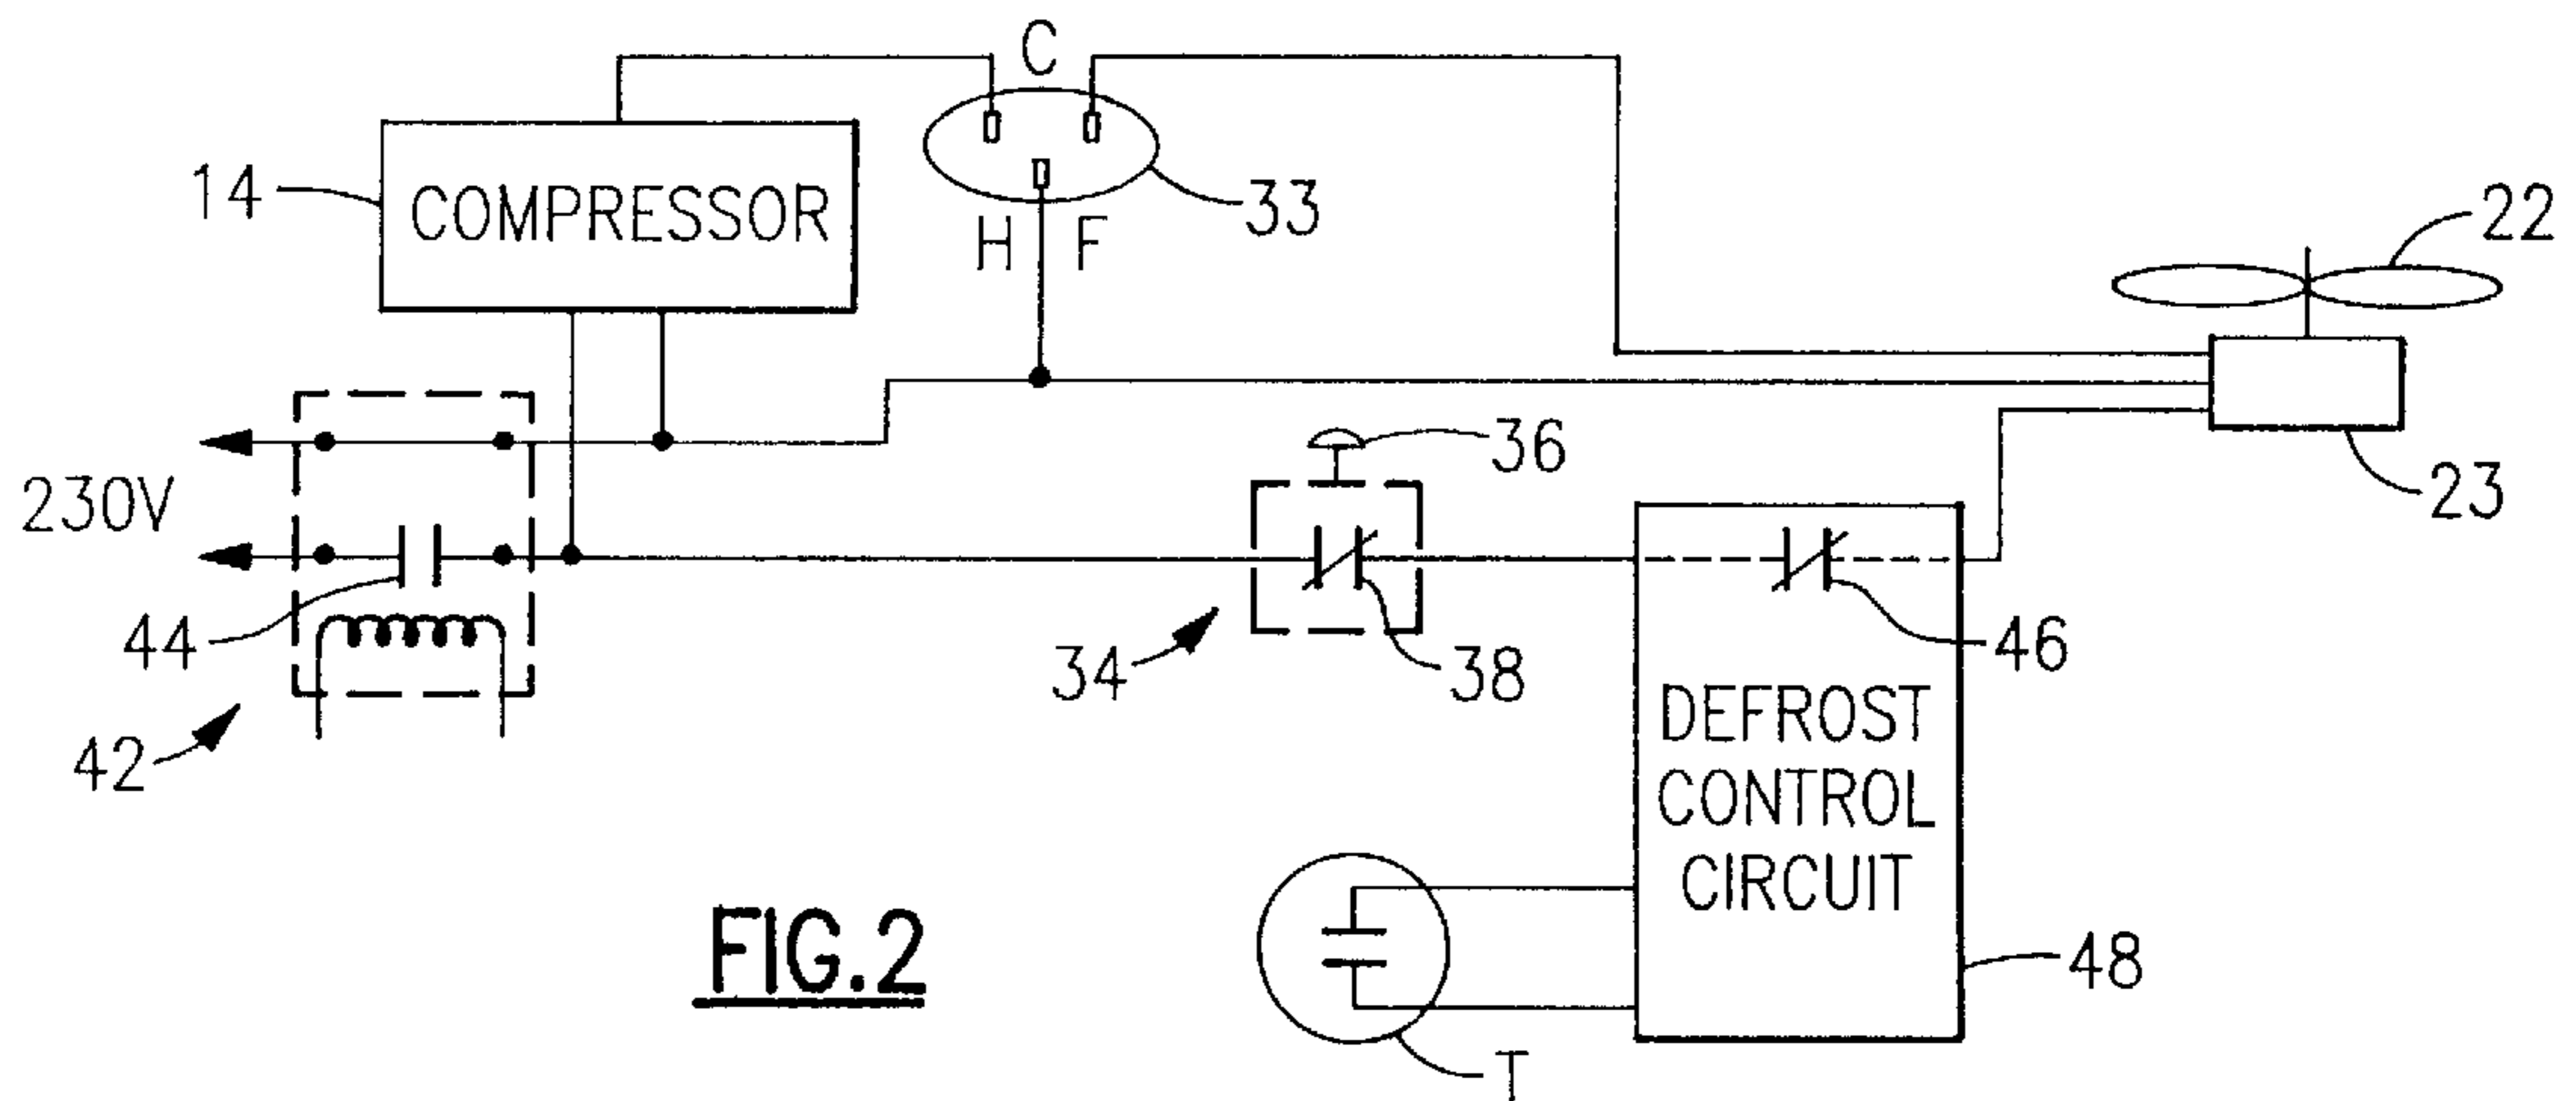 C
14
COMPRESSOR
33
H F
22
230V
36
23
44
34
38
46
42
DEFROST
CONTROL
CIRCUIT
FIG.2
48
T